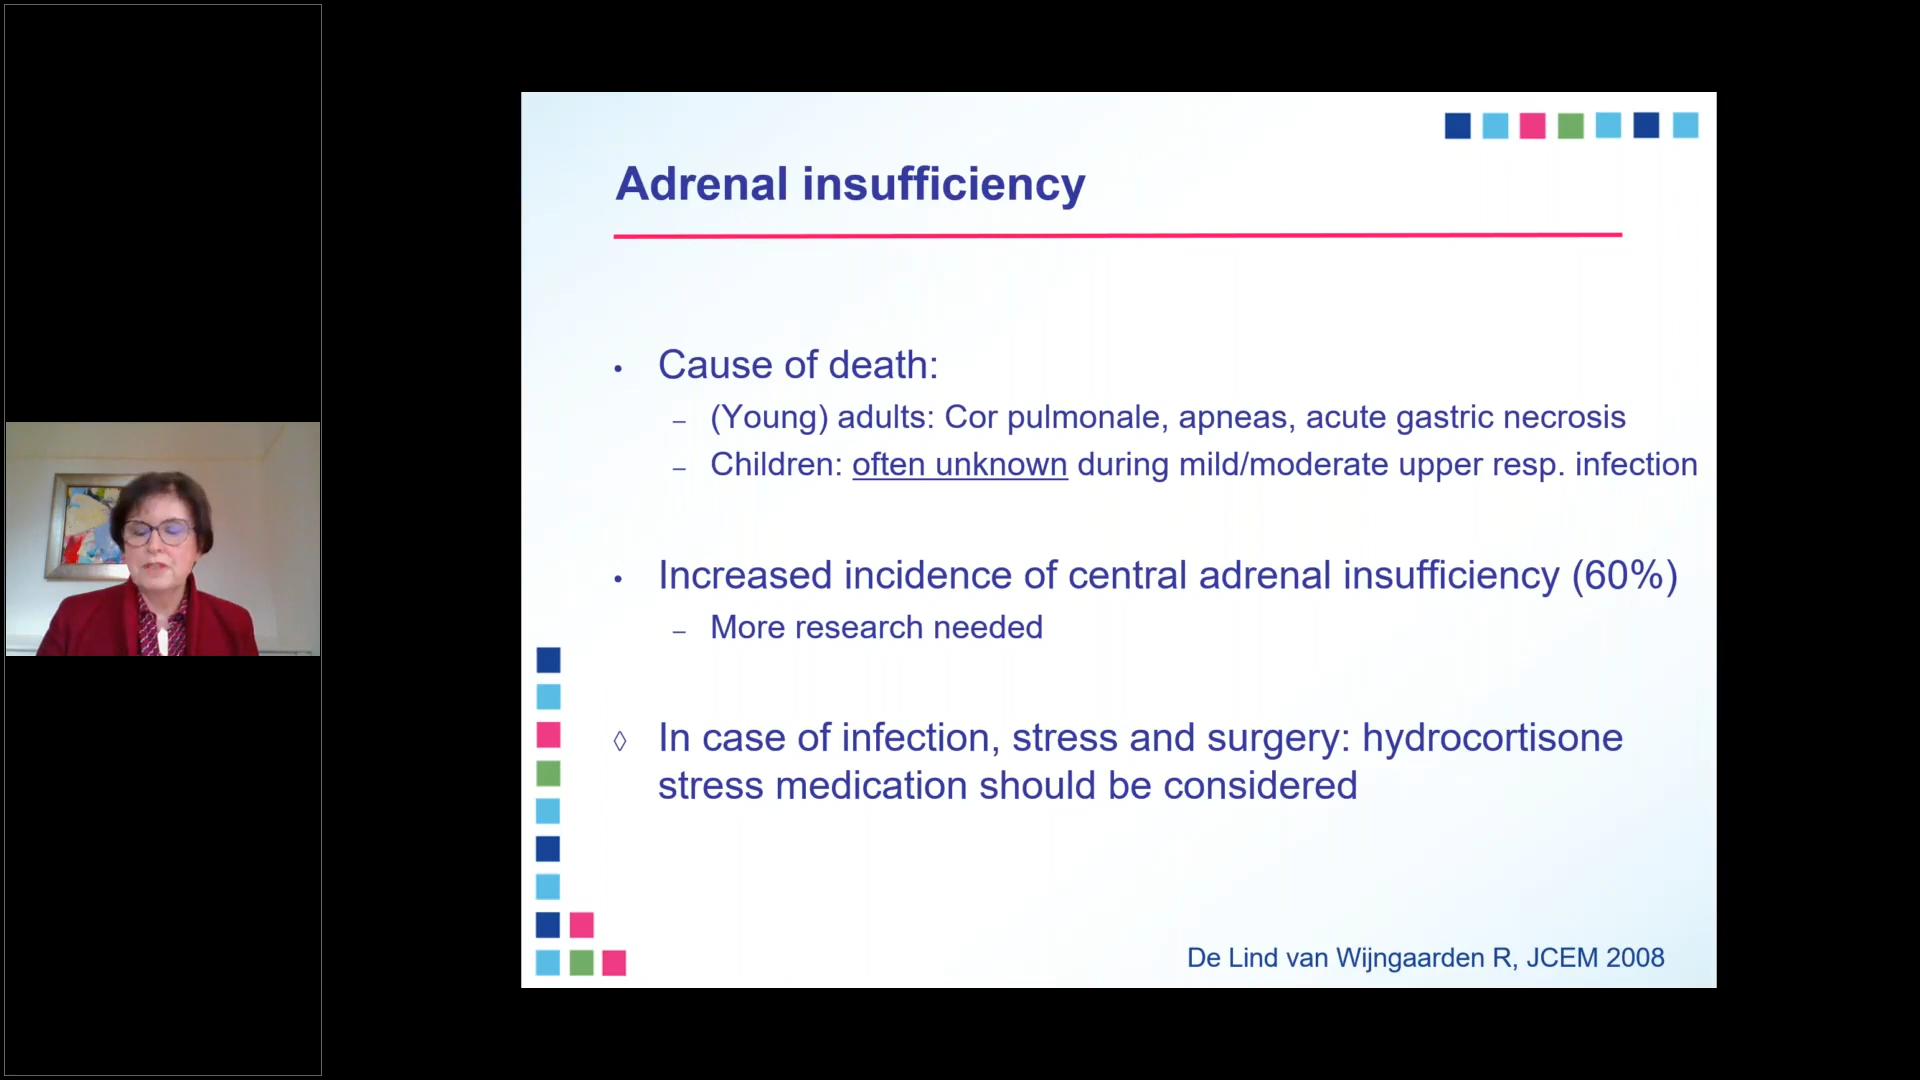 Adrenal insufficiency
• Cause of death:
– (Young) adults: Cor pulmonale, apneas, acute gastric necrosis
– Children: often unknown during mild/moderate upper resp. infection
• Increased incidence of central adrenal insufficiency (60%)
– More research needed
◊ In case of infection, stress and surgery: hydrocortisone
stress medication should be considered
De Lind van Wijngaarden R, JCEM 2008